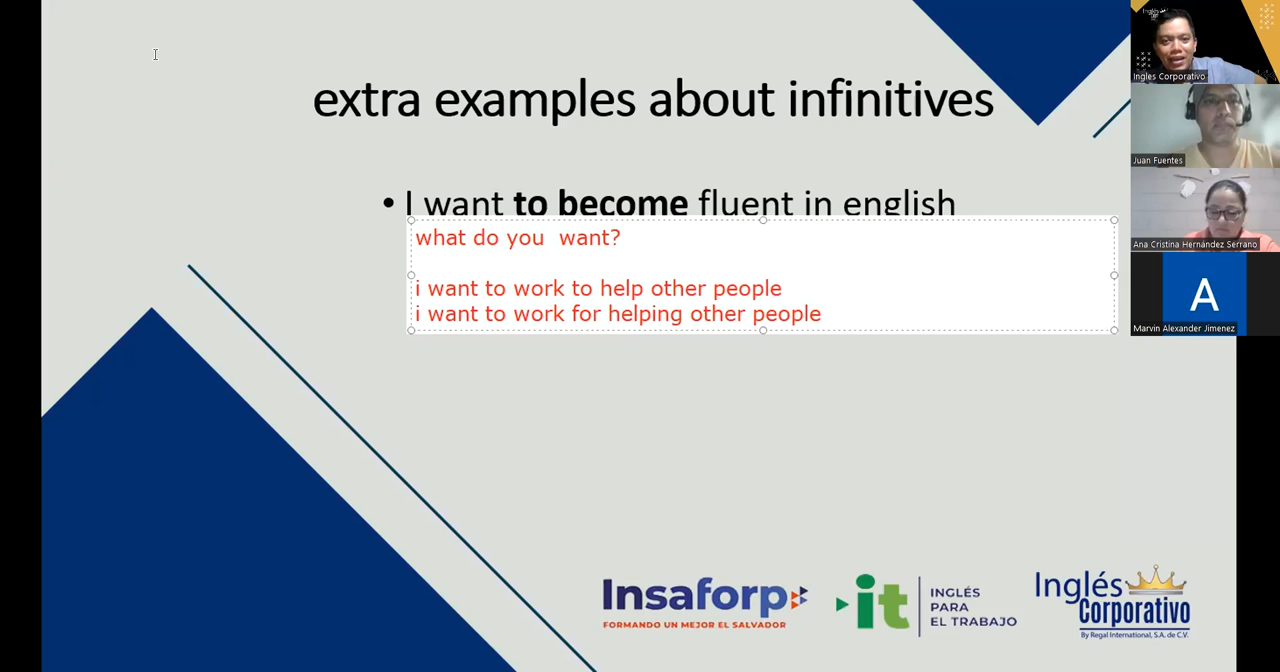 extra examples about infinitives
• I want to become fluent in english
what do you  want?
i want to work to help other people
i want to work for helping other people
Ingles Corporativo
Juan Fuentes
Ana Cristina Hernández Serrano
A
Marvin Alexander Jimenez
Insaforp
FORMANDO UN MEJOR EL SALVADOR
it
INGLÉS
PARA
EL TRABAJO
Inglés
Corporativo
By Regal International, S.A. de C.V.